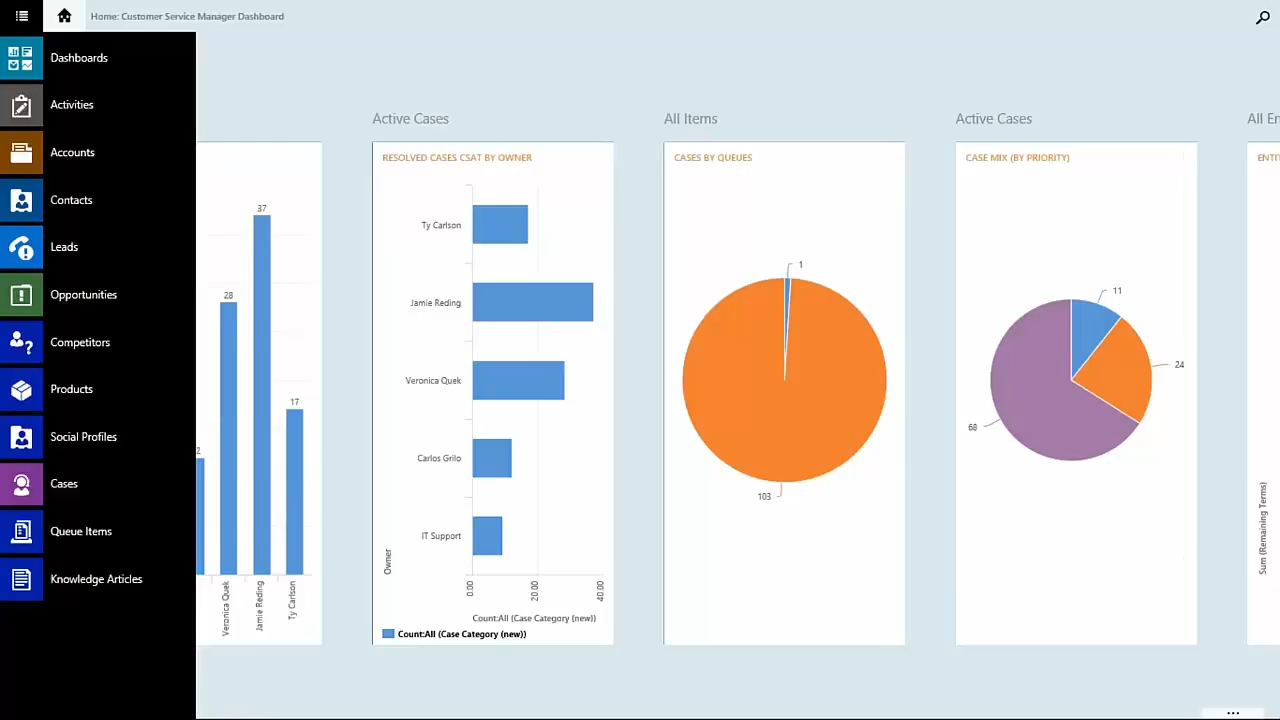 Home: Customer Service Manager Dashboard
Dashboards
Activities
Accounts
Contacts
Leads
Opportunities
Competitors
Products
Social Profiles
Cases
Queue Items
Knowledge Articles
2
28
37
17
Veronica Quek
Jamie Reding
Ty Carlson
Active Cases
RESOLVED CASES CSAT BY OWNER
Ty Carlson
Jamie Reding
Veronica Quek
Carlos Grilo
IT Support
Owner
0.00
20.00
40.00
Count:All (Case Category (new))
Count:All (Case Category (new))
All Items
CASES BY QUEUES
1
103
Active Cases
CASE MIX (BY PRIORITY)
11
24
68
All En
ENTIT
Sum (Remaining Terms)
...